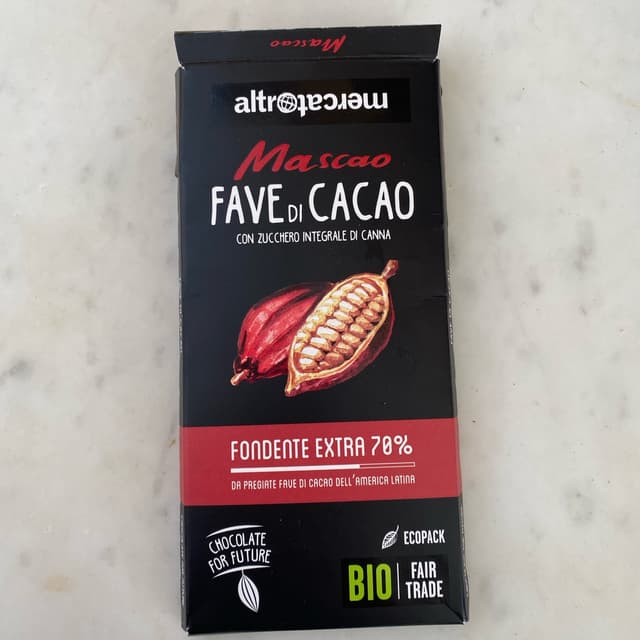 Mascao
altromercato
Mascao
FAVE DI CACAO
CON ZUCCHERO INTEGRALE DI CANNA
FONDENTE EXTRA 70%
DA PREGIATE FAVE DI CACAO DELL'AMERICA LATINA
CHOCOLATE
FOR FUTURE
ECOPACK
BIO
FAIR
TRADE